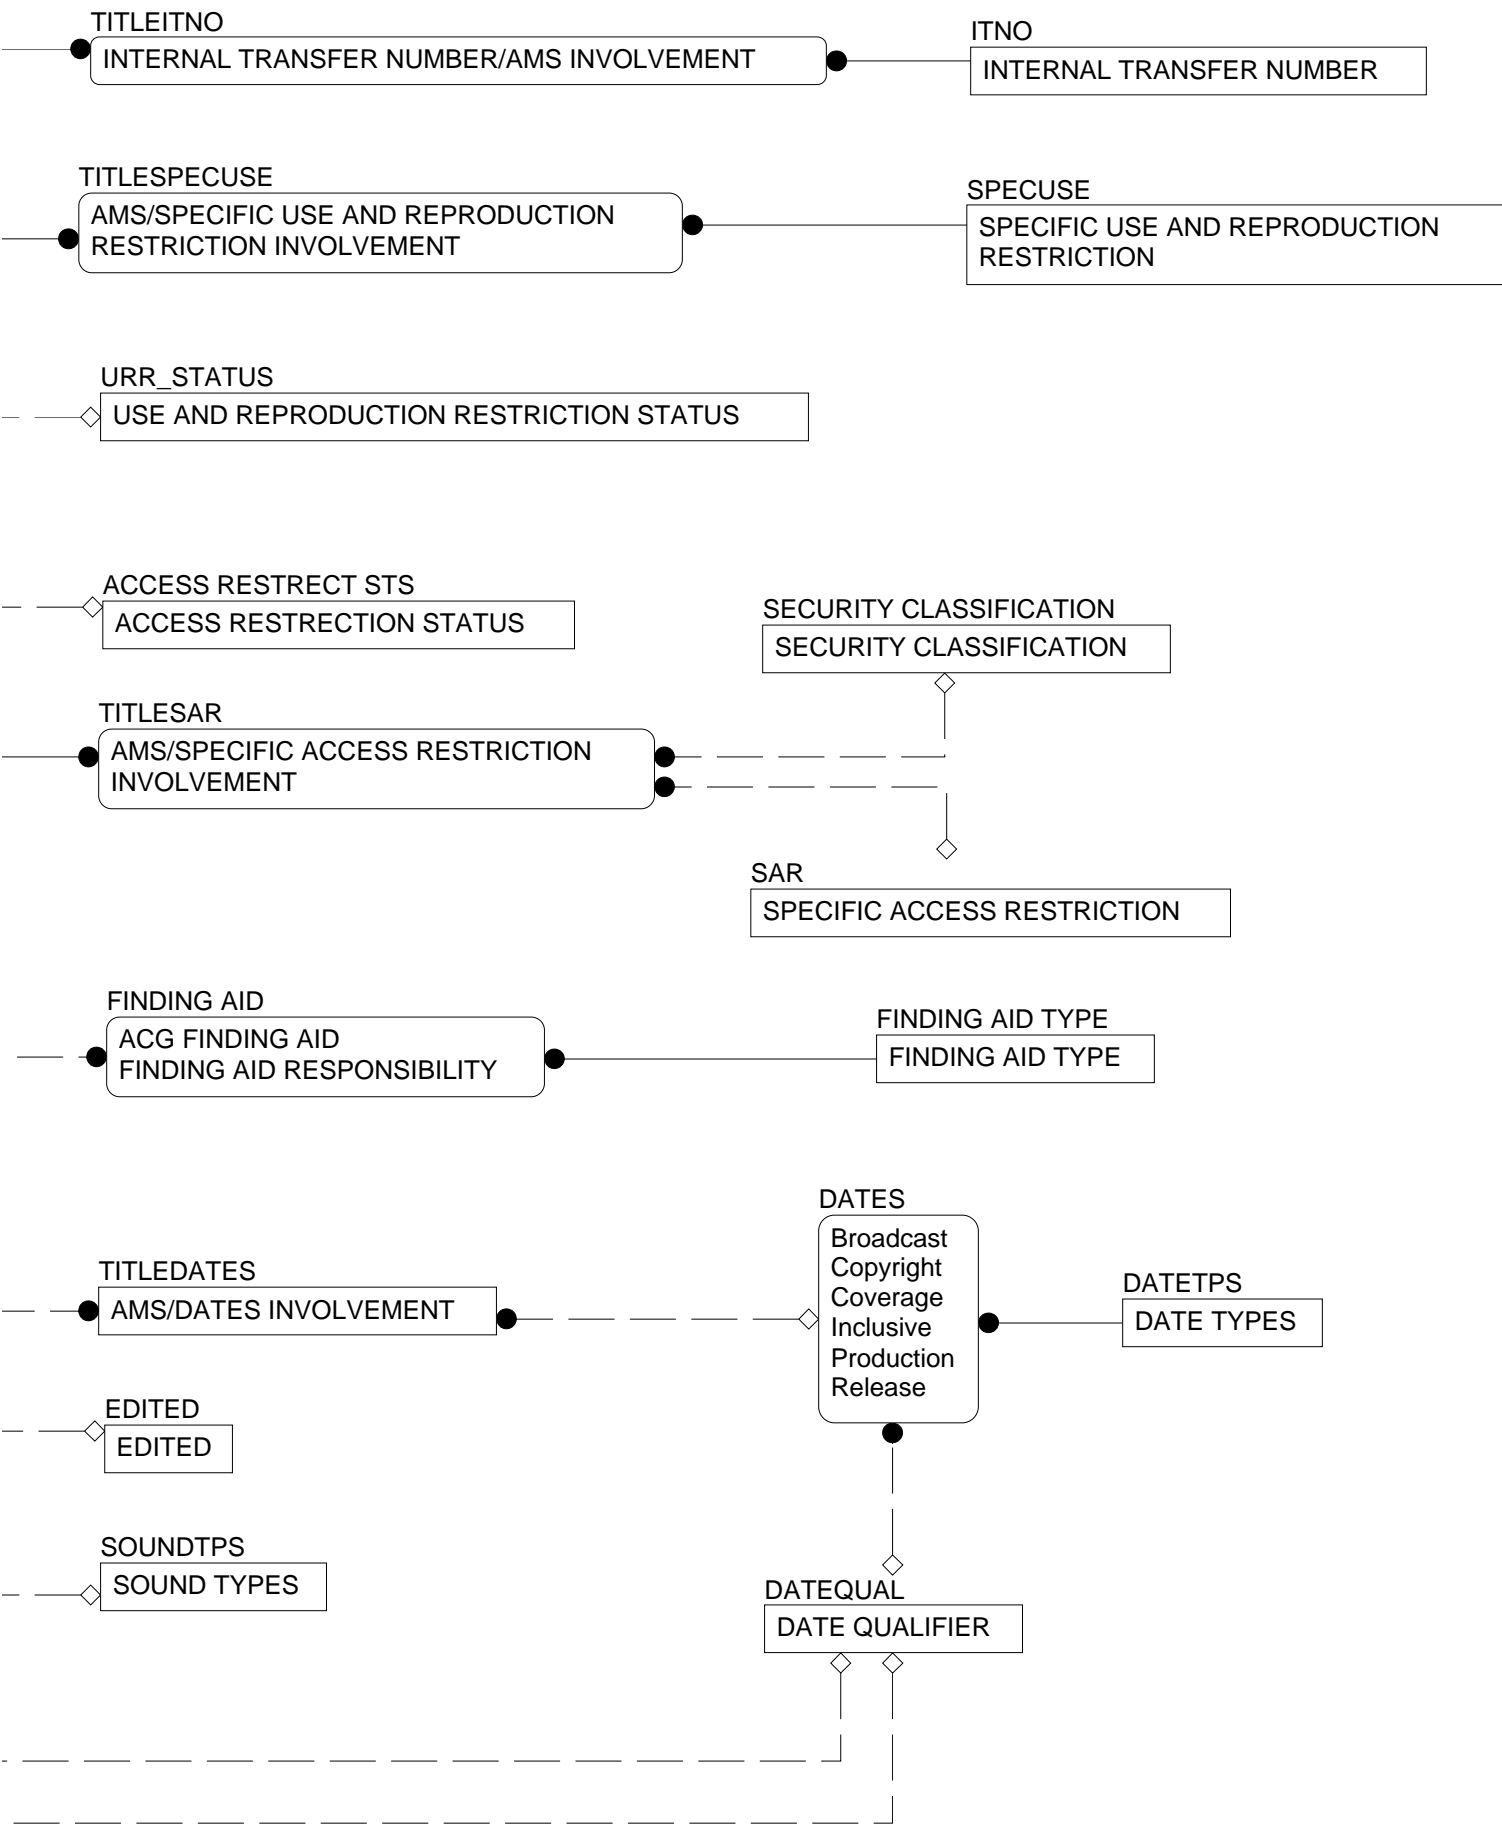 TITLEITNO
INTERNAL TRANSFER NUMBER/AMS INVOLVEMENT
ITNO
INTERNAL TRANSFER NUMBER
TITLESPECUSE
AMS/SPECIFIC USE AND REPRODUCTION
RESTRICTION INVOLVEMENT
SPECUSE
SPECIFIC USE AND REPRODUCTION
RESTRICTION
URR_STATUS
USE AND REPRODUCTION RESTRICTION STATUS
ACCESS RESTRECT STS
ACCESS RESTRECTION STATUS
SECURITY CLASSIFICATION
SECURITY CLASSIFICATION
TITLESAR
AMS/SPECIFIC ACCESS RESTRICTION
INVOLVEMENT
SAR
SPECIFIC ACCESS RESTRICTION
FINDING AID
ACG FINDING AID
FINDING AID RESPONSIBILITY
FINDING AID TYPE
FINDING AID TYPE
DATES
Broadcast
Copyright
Coverage
Inclusive
Production
Release
TITLEDATES
AMS/DATES INVOLVEMENT
DATETPS
DATE TYPES
EDITED
EDITED
SOUNDTPS
SOUND TYPES
DATEQUAL
DATE QUALIFIER